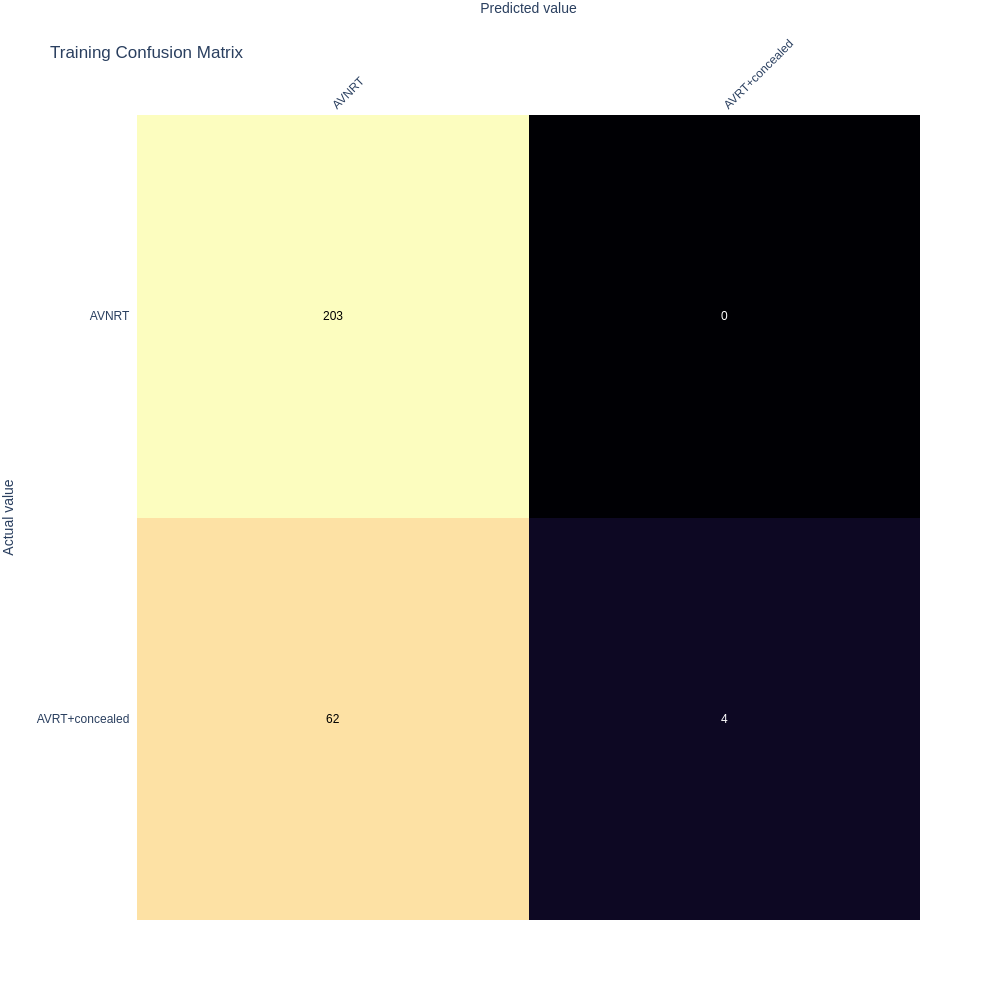 Predicted value
Training Confusion Matrix
AVNRT
AVRT+concealed
AVNRT
203
0
Actual value
AVRT+concealed
62
4